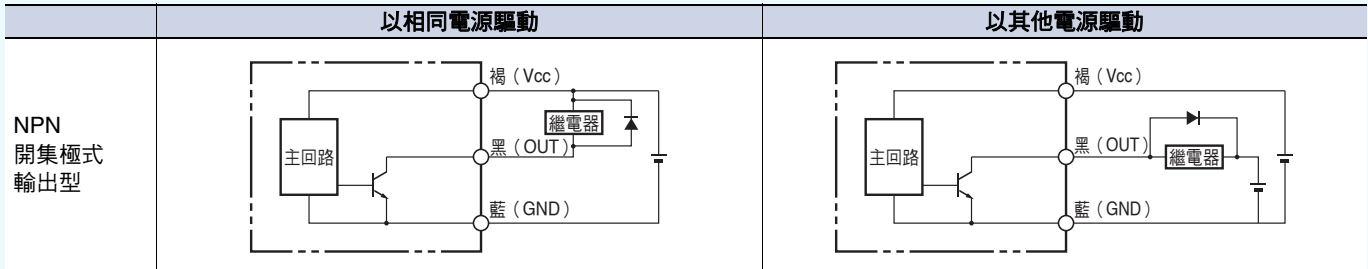 以相同電源驅動
以其他電源驅動
NPN
開集極式
輸出型
主回路
褐（Vcc）
繼電器
黑（OUT）
藍（GND）
主回路
褐（Vcc）
黑（OUT）
繼電器
藍（GND）